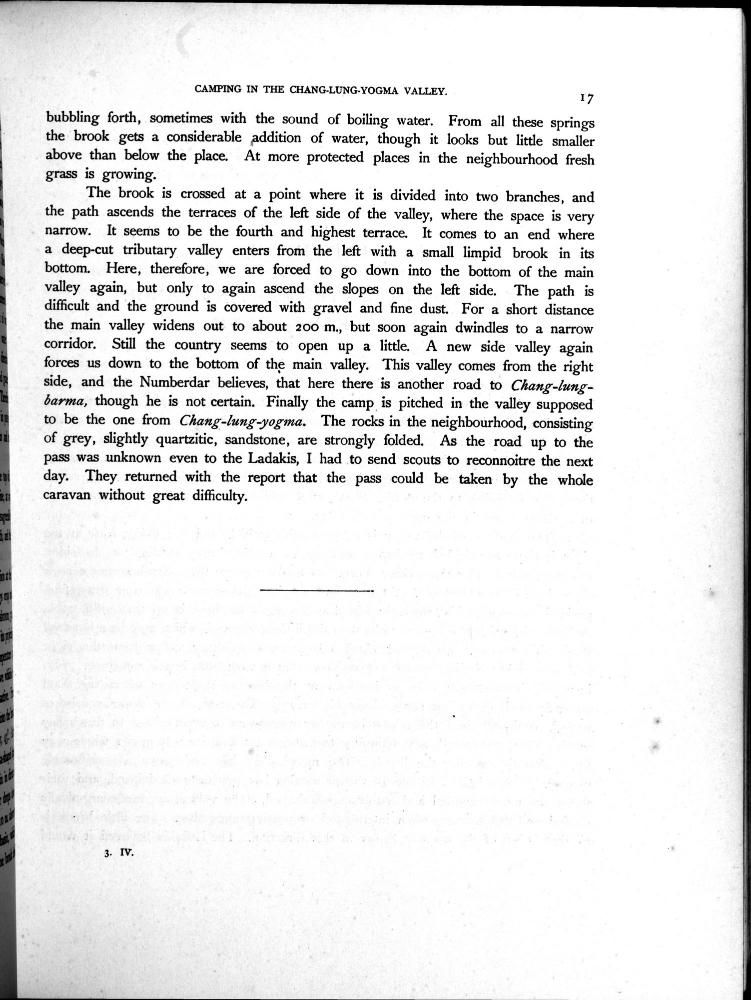 CAMPING IN THE CHANG-LUNG-YOGMA VALLEY.
17
bubbling forth, sometimes with the sound of boiling water. From all these springs
the brook gets a considerable addition of water, though it looks but little smaller
above than below the place. At more protected places in the neighbourhood fresh
grass is growing.
The brook is crossed at a point where it is divided into two branches, and
the path ascends the terraces of the left side of the valley, where the space is very
narrow. It seems to be the fourth and highest terrace. It comes to an end where
a deep-cut tributary valley enters from the left with a small limpid brook in its
bottom. Here, therefore, we are forced to go down into the bottom of the main
valley again, but only to again ascend the slopes on the left side. The path is
difficult and the ground is covered with gravel and fine dust. For a short distance
the main valley widens out to about 200 m., but soon again dwindles to a narrow
corridor. Still the country seems to open up a little. A new side valley again
forces us down to the bottom of the main valley. This valley comes from the right
side, and the Numberdar believes, that here there is another road to Chang-lung-
barma, though he is not certain. Finally the camp is pitched in the valley supposed
to be the one from Chang-lung-yogma. The rocks in the neighbourhood, consisting
of grey, slightly quartzitic, sandstone, are strongly folded. As the road up to the
pass was unknown even to the Ladakis, I had to send scouts to reconnoitre the next
day. They returned with the report that the pass could be taken by the whole
caravan without great difficulty.
3. IV.